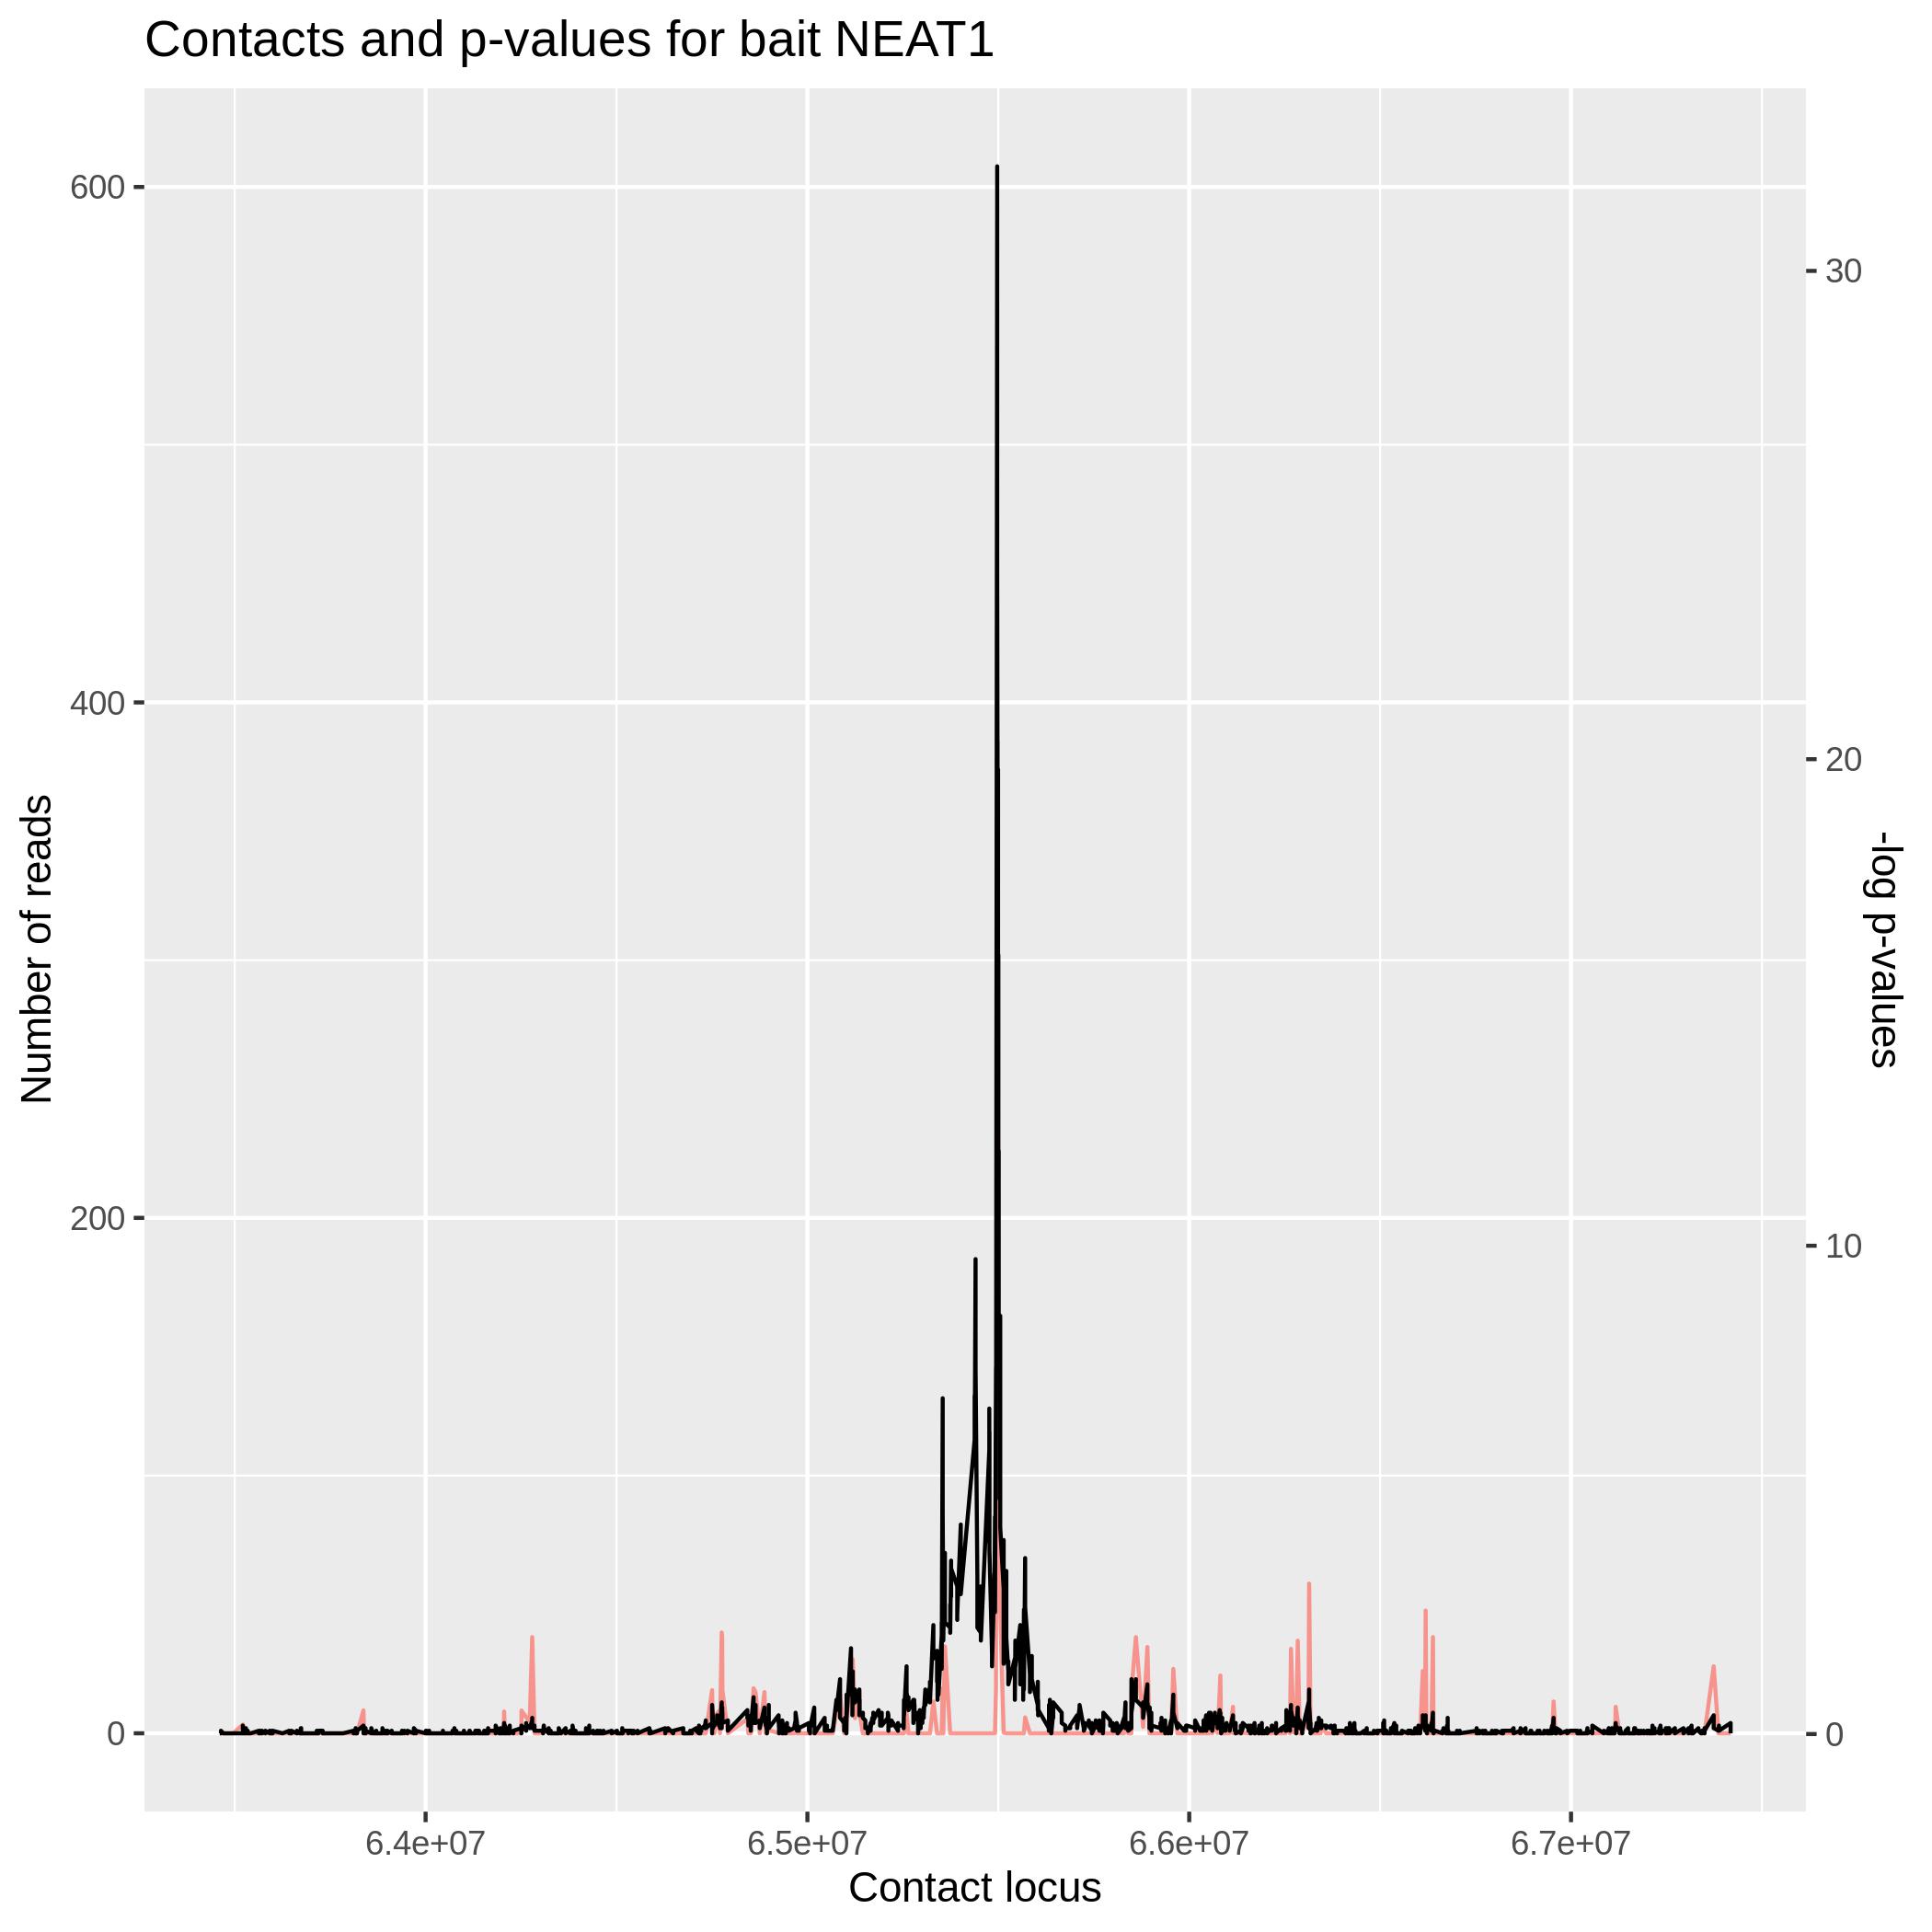 Contacts and p-values for bait NEAT1
600
400
200
0
Number of reads
30
20
10
0
-log p-values
6.4e+07
6.5e+07
6.6e+07
6.7e+07
Contact locus